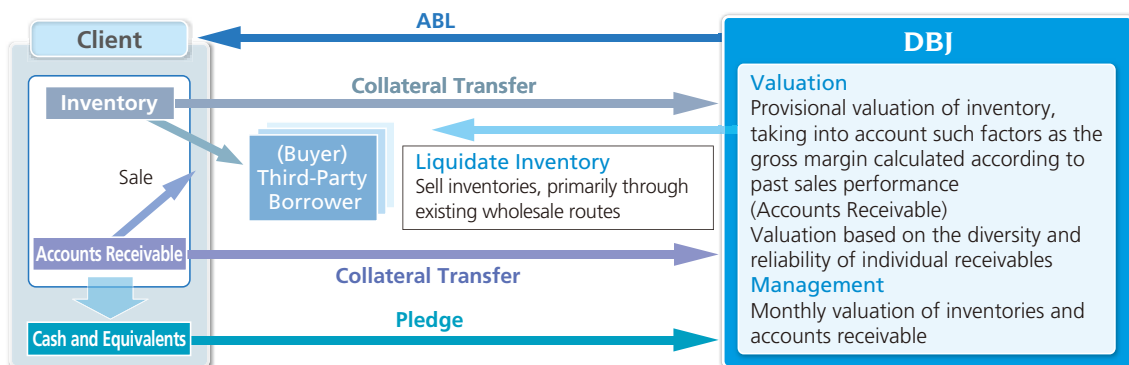 ABL
Client
DBJ
Collateral Transfer
Inventory
Valuation
Provisional valuation of inventory,
taking into account such factors as the
gross margin calculated according to
past sales performance
(Accounts Receivable)
Valuation based on the diversity and
reliability of individual receivables
Management
Monthly valuation of inventories and
accounts receivable
(Buyer)
Third-Party
Borrower
Liquidate Inventory
Sell inventories, primarily through
existing wholesale routes
Sale
Accounts Receivable
Collateral Transfer
Pledge
Cash and Equivalents